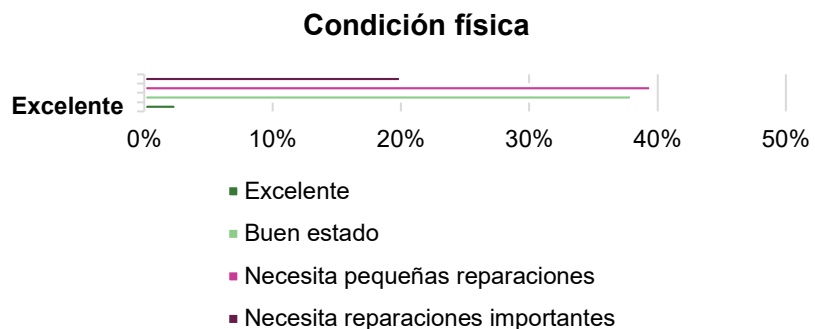 Condición física
Excelente
0% 10% 20% 30% 40% 50%
Excelente
Buen estado
Necesita pequeñas reparaciones
Necesita reparaciones importantes